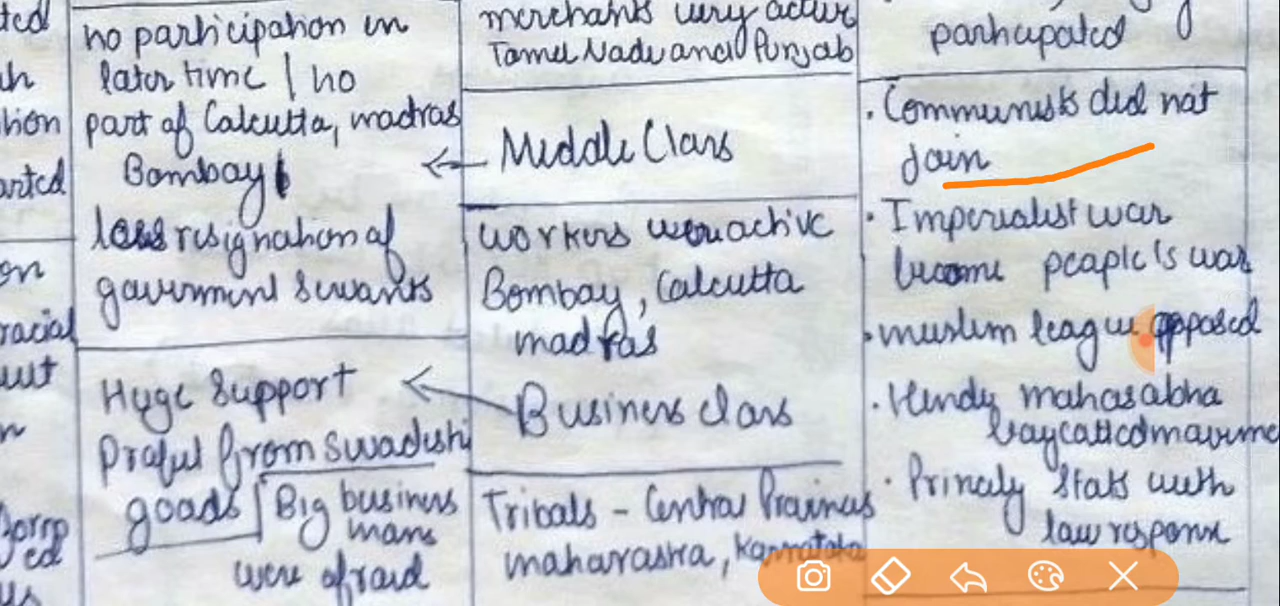 ted
no participation in
later time | no
part of Calcutta, madras
Bombay
less resignation of
government servants
Huge Support
Profit from Swadeshi
goods | Big business
mans
were afraid
merchants very active
Tamil Nadu and Punjab
Middle Class
workers were active
Bombay, Calcutta
madras
Business class
Tribals - Central Provinces
maharastra, Karnataka
participated
. Communists did not
Join
. Imperialist war
become people's war
. muslim league opposed
. Hindu mahasabha
. Princely States with
low response